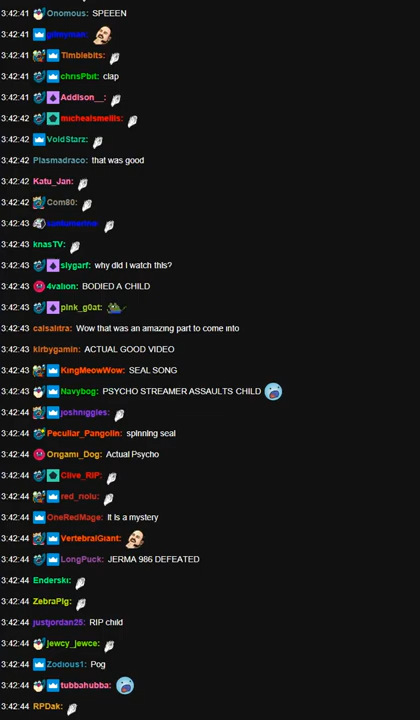 3:42:41 Onomous: SPEEEN
3:42:41 gilmyman:
3:42:41 Timblebits:
3:42:41 chrisPbit: clap
3:42:41 Addison__:
3:42:42 michealsmellis:
3:42:42 VoidStarz:
3:42:42 Plasmadraco: that was good
3:42:42 Katu_Jan:
3:42:42 Com80:
3:42:43
3:42:43 knasTV:
3:42:43 slygarf: why did I watch this?
3:42:43 4valion: BODIED A CHILD
3:42:43 pink_g0at:
3:42:43 calsalitra: Wow that was an amazing part to come into
3:42:43 kirbygamin: ACTUAL GOOD VIDEO
3:42:43 KingMeowWow: SEAL SONG
3:42:43 Navybog: PSYCHO STREAMER ASSAULTS CHILD
3:42:44 joshniggles:
3:42:44 Peculiar_Pangolin: spinning seal
3:42:44 Origami_Dog: Actual Psycho
3:42:44 Clive_RIP:
3:42:44 red_riolu:
3:42:44 OneRedMage: It is a mystery
3:42:44 VertebralGiant:
3:42:44 LongPuck: JERMA 986 DEFEATED
3:42:44 Enderski:
3:42:44 ZebraPlg:
3:42:44 justjordan25: RIP child
3:42:44 jewcy_jewce:
3:42:44 Zodious1: Pog
3:42:44 tubbahubba:
3:42:44 RPDak: